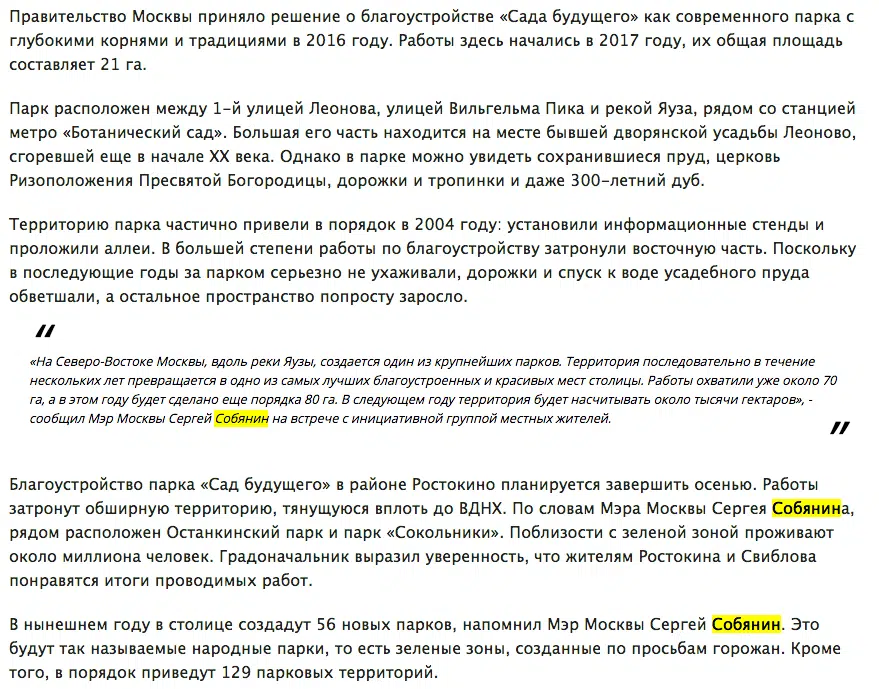 Правительство Москвы приняло решение о благоустройстве «Сада будущего» как современного парка с
глубокими корнями и традициями в 2016 году. Работы здесь начались в 2017 году, их общая площадь
составляет 21 га.
Парк расположен между 1-й улицей Леонова, улицей Вильгельма Пика и рекой Яуза, рядом со станцией
метро «Ботанический сад». Большая его часть находится на месте бывшей дворянской усадьбы Леоново,
сгоревшей еще в начале XX века. Однако в парке можно увидеть сохранившиеся пруд, церковь
Ризоположения Пресвятой Богородицы, дорожки и тропинки и даже 300-летний дуб.
Территорию парка частично привели в порядок в 2004 году: установили информационные стенды и
проложили аллеи. В большей степени работы по благоустройству затронули восточную часть. Поскольку
в последующие годы за парком серьезно не ухаживали, дорожки и спуск к воде усадебного пруда
обветшали, а остальное пространство попросту заросло.
“
«На Северо-Востоке Москвы, вдоль реки Яузы, создается один из крупнейших парков. Территория последовательно в течение
нескольких лет превращается в одно из самых лучших благоустроенных и красивых мест столицы. Работы охватили уже около 70
га, а в этом году будет сделано еще порядка 80 га. В следующем году территория будет насчитывать около тысячи гектаров», -
сообщил Мэр Москвы Сергей Собянин на встрече с инициативной группой местных жителей.
”
Благоустройство парка «Сад будущего» в районе Ростокино планируется завершить осенью. Работы
затронут обширную территорию, тянущуюся вплоть до ВДНХ. По словам Мэра Москвы Сергея Собянина,
рядом расположен Останкинский парк и парк «Сокольники». Поблизости с зеленой зоной проживают
около миллиона человек. Градоначальник выразил уверенность, что жителям Ростокина и Свиблова
понравятся итоги проводимых работ.
В нынешнем году в столице создадут 56 новых парков, напомнил Мэр Москвы Сергей Собянин. Это
будут так называемые народные парки, то есть зеленые зоны, созданные по просьбам горожан. Кроме
того, в порядок приведут 129 парковых территорий.